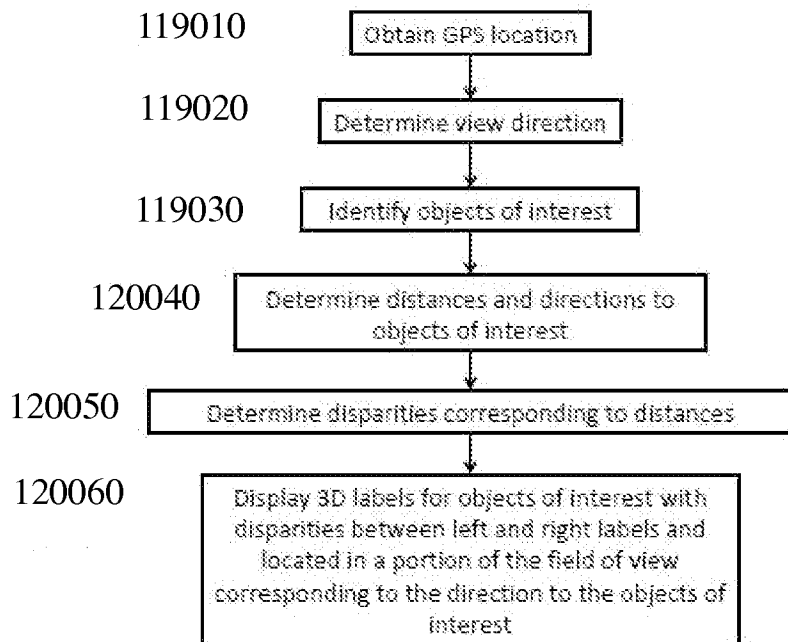 119010
Obtain GPS location
119020
Determine view direction
119030
Identify objects of interest
120040
Determine distances and directions to
objects of interest
120050
Determine disparities corresponding to distances
120060
Display 3D labels for objects of interest with
disparities between left and right labels and
located in a portion of the field of view
corresponding to the direction to the objects of
interest